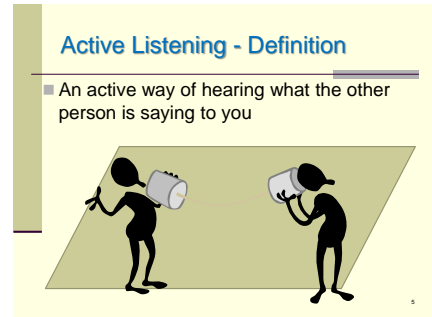 Active Listening - Definition
An active way of hearing what the other
person is saying to you
5